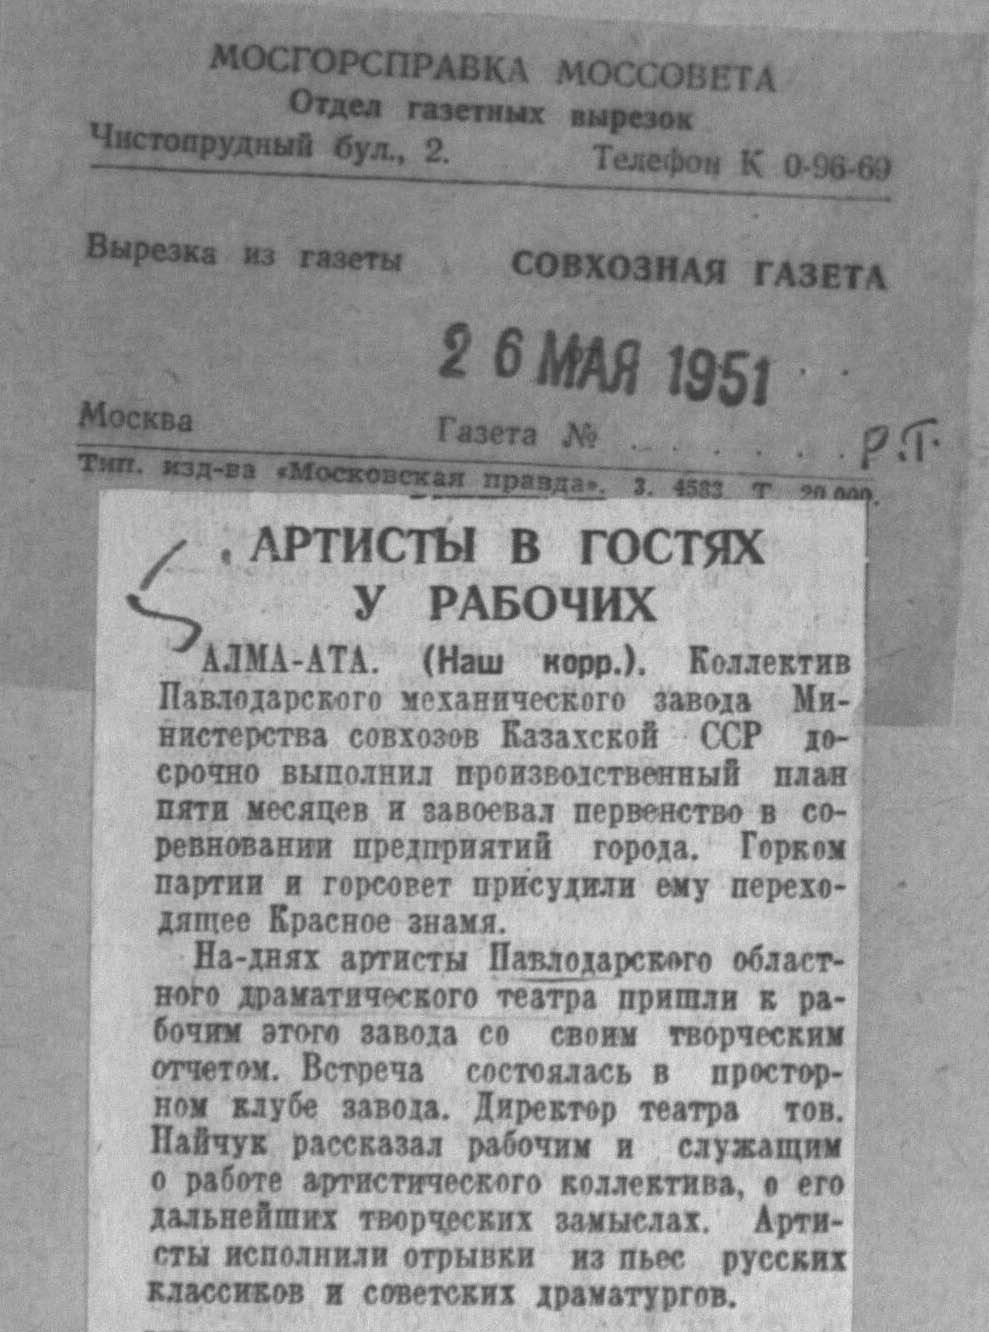 МОСГОРСПРАВКА МОССОВЕТА
Отдел газетных вырезок
Чистопрудный бул., 2. Телефон К 0-96-69
Вырезка из газеты СОВХОЗНАЯ ГАЗЕТА
26 МАЯ 1951
Москва Газета № . . . . . . Р.Т.
Тип. изд-ва «Московская правда». З. 4583 Т. 20.000.
АРТИСТЫ В ГОСТЯХ
У РАБОЧИХ
АЛМА-АТА. (Наш корр.). Коллектив
Павлодарского механического завода Ми-
нистерства совхозов Казахской ССР до-
срочно выполнил производственный план
пяти месяцев и завоевал первенство в со-
ревновании предприятий города. Горком
партии и горсовет присудили ему перехо-
дящее Красное знамя.
На-днях артисты Павлодарского област-
ного драматического театра пришли к ра-
бочим этого завода со своим творческим
отчетом. Встреча состоялась в простор-
ном клубе завода. Директор театра тов.
Найчук рассказал рабочим и служащим
о работе артистического коллектива, о его
дальнейших творческих замыслах. Арти-
сты исполнили отрывки из пьес русских
классиков и советских драматургов.